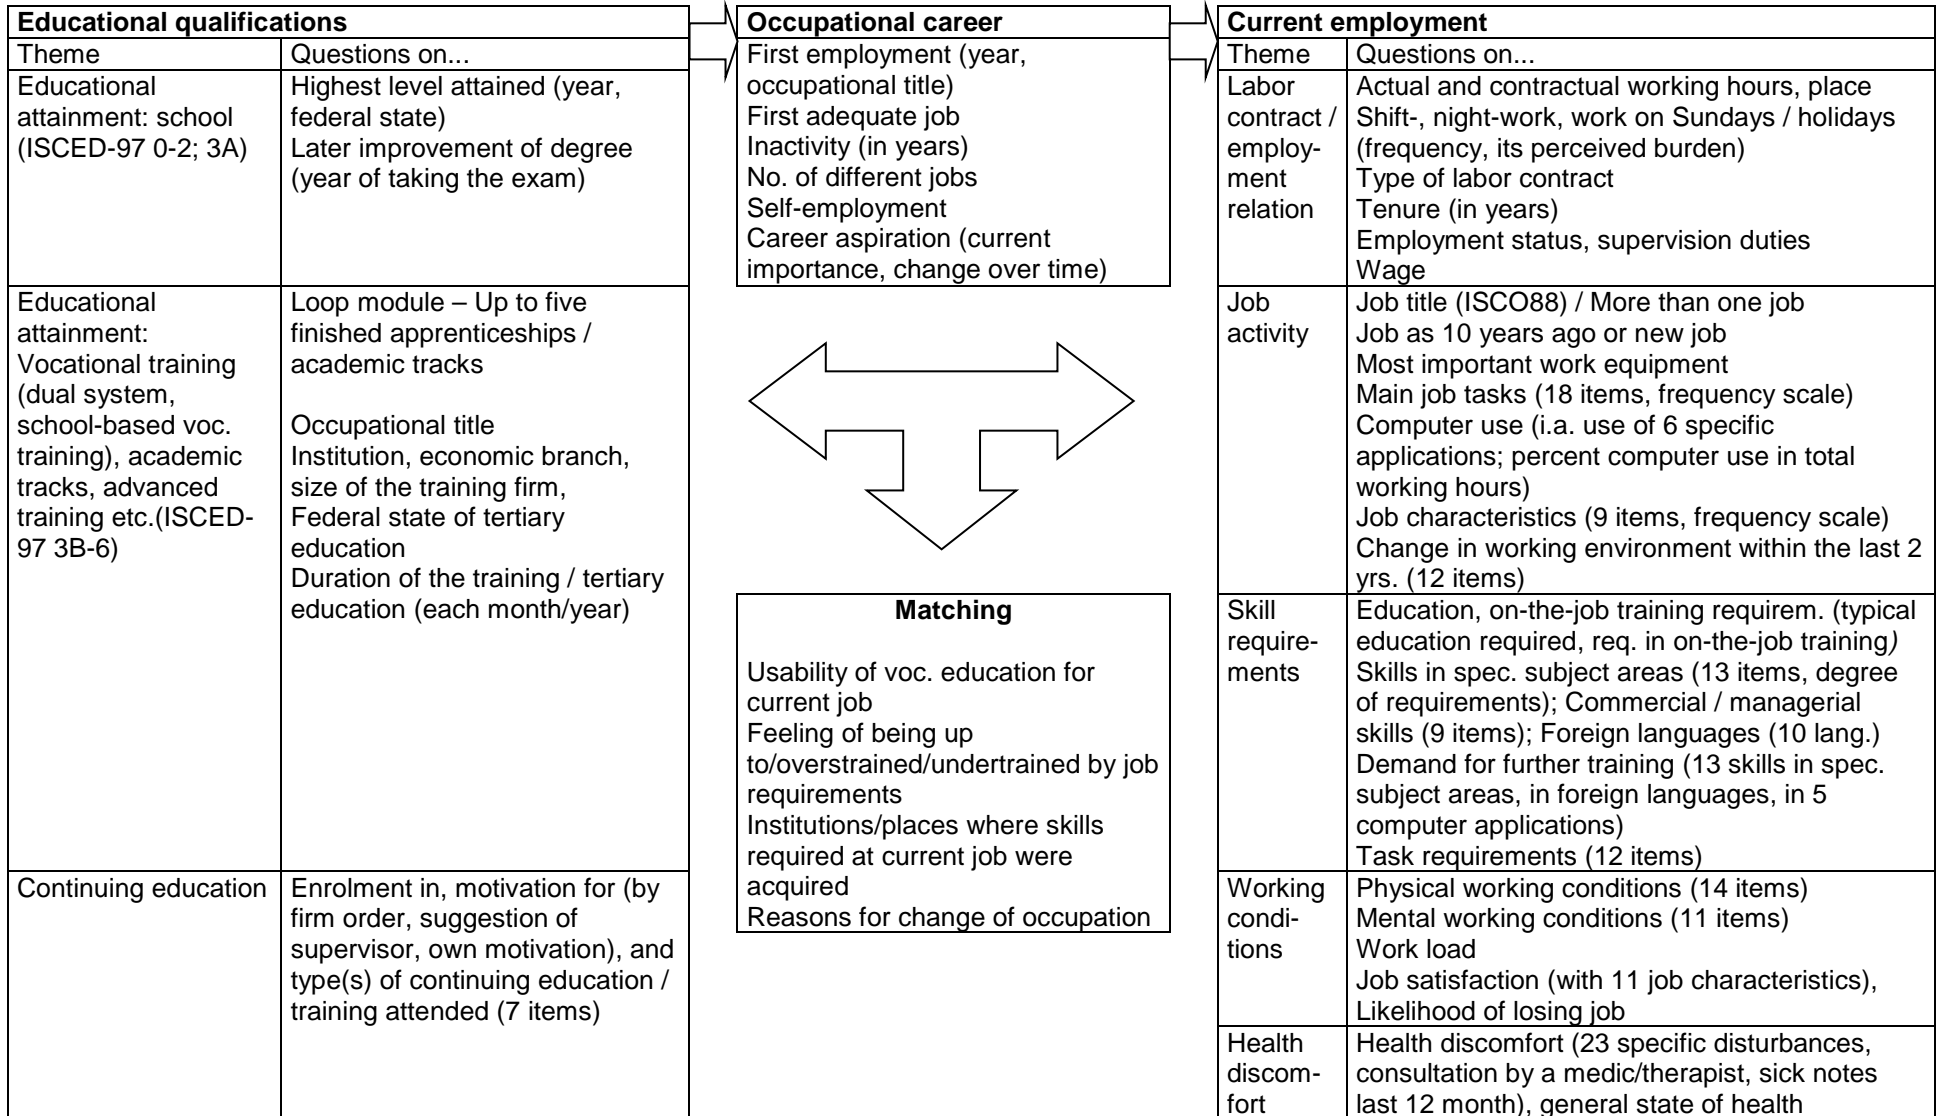 Educational qualifications
Theme
Questions on...
Educational
attainment: school
(ISCED-97 0-2; 3A)
Highest level attained (year,
federal state)
Later improvement of degree
(year of taking the exam)
Educational
attainment:
Vocational training
(dual system,
school-based voc.
training), academic
tracks, advanced
training etc.(ISCED-
97 3B-6)
Loop module – Up to five
finished apprenticeships /
academic tracks
Occupational title
Institution, economic branch,
size of the training firm,
Federal state of tertiary
education
Duration of the training / tertiary
education (each month/year)
Continuing education
Enrolment in, motivation for (by
firm order, suggestion of
supervisor, own motivation), and
type(s) of continuing education /
training attended (7 items)
Occupational career
First employment (year,
occupational title)
First adequate job
Inactivity (in years)
No. of different jobs
Self-employment
Career aspiration (current
importance, change over time)
Matching
Usability of voc. education for
current job
Feeling of being up
to/overstrained/undertrained by job
requirements
Institutions/places where skills
required at current job were
acquired
Reasons for change of occupation
Current employment
Theme
Questions on...
Labor
contract /
employ-
ment
relation
Actual and contractual working hours, place
Shift-, night-work, work on Sundays / holidays
(frequency, its perceived burden)
Type of labor contract
Tenure (in years)
Employment status, supervision duties
Wage
Job
activity
Job title (ISCO88) / More than one job
Job as 10 years ago or new job
Most important work equipment
Main job tasks (18 items, frequency scale)
Computer use (i.a. use of 6 specific
applications; percent computer use in total
working hours)
Job characteristics (9 items, frequency scale)
Change in working environment within the last 2
yrs. (12 items)
Skill
require-
ments
Education, on-the-job training requirem. (typical
education required, req. in on-the-job training)
Skills in spec. subject areas (13 items, degree
of requirements); Commercial / managerial
skills (9 items); Foreign languages (10 lang.)
Demand for further training (13 skills in spec.
subject areas, in foreign languages, in 5
computer applications)
Task requirements (12 items)
Working
condi-
tions
Physical working conditions (14 items)
Mental working conditions (11 items)
Work load
Job satisfaction (with 11 job characteristics),
Likelihood of losing job
Health
discom-
fort
Health discomfort (23 specific disturbances,
consultation by a medic/therapist, sick notes
last 12 month), general state of health